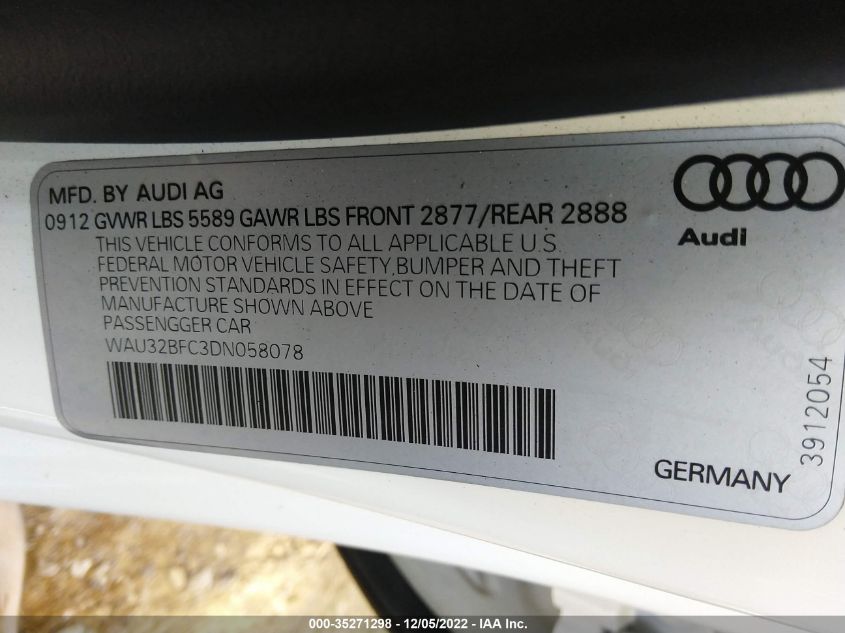 MFD. BY AUDI AG
0912 GVWR LBS 5589 GAWR LBS FRONT 2877/REAR 2888
THIS VEHICLE CONFORMS TO ALL APPLICABLE U.S.
FEDERAL MOTOR VEHICLE SAFETY,BUMPER AND THEFT
PREVENTION STANDARDS IN EFFECT ON THE DATE OF
MANUFACTURE SHOWN ABOVE
PASSENGGER CAR
WAU32BFC3DN058078
Audi
3912054
GERMANY
000-35271298 - 12/05/2022 - IAA Inc.